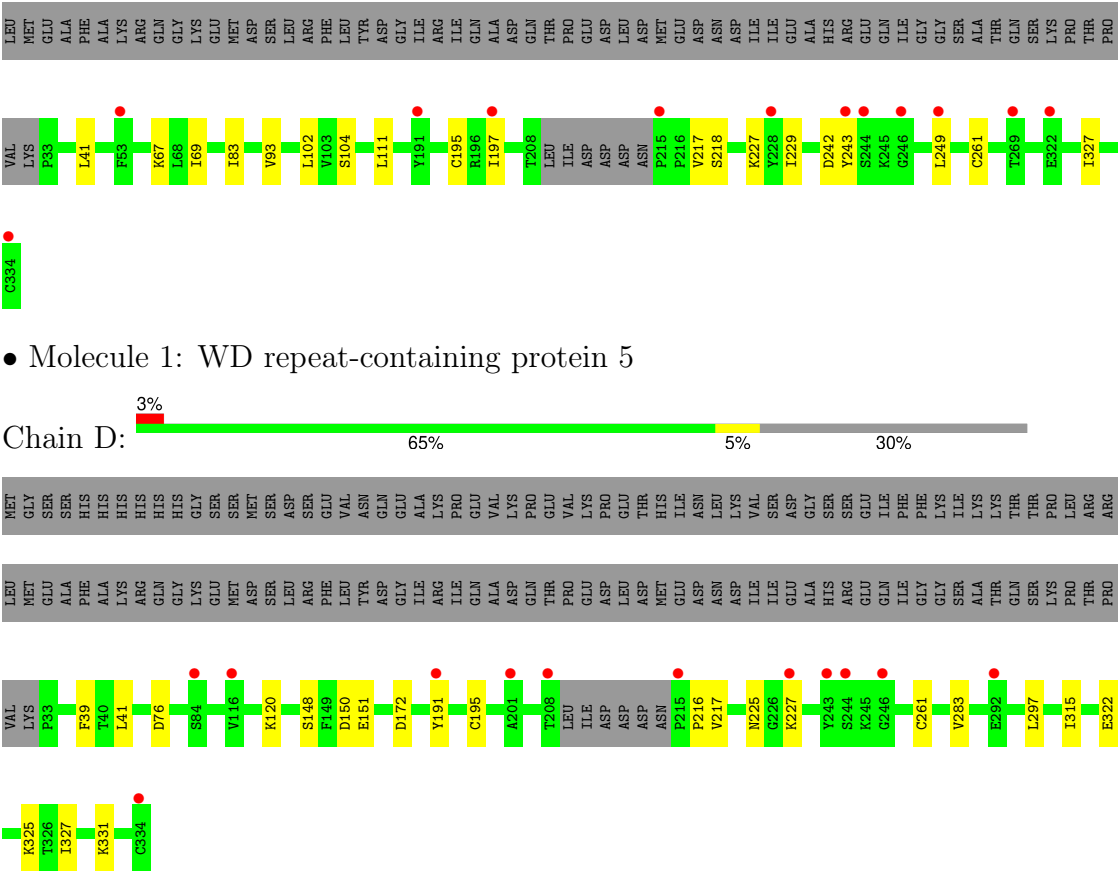 LEU MET GLU ALA PHE ALA LYS ARG GLN GLY LYS GLU MET ASP SER LEU ARG PHE LEU TYR ASP GLY ILE ARG ILE GLN ALA ASP GLN THR PRO GLU ASP LEU ASP MET GLU ASP ASN ASP ILE ILE GLU ALA HIS ARG GLU GLN ILE GLY GLY SER ALA THR GLN SER LYS PRO THR PRO
VAL LYS P33 L41 F53 K67 L68 I69 I83 V93 L102 V103 S104 L111 Y191 C195 R196 I197 T208 LEU ILE ASP ASP ASP ASN P215 P216 V217 S218 K227 Y228 I229 D242 Y243 S244 K245 G246 L249 C261 T269 E322 I327
C334
• Molecule 1: WD repeat-containing protein 5
3%
Chain D:
65% 5% 30%
MET GLY SER SER HIS HIS HIS HIS HIS HIS GLY SER SER MET SER ASP SER GLU VAL ASN GLN GLU ALA LYS PRO GLU VAL LYS PRO GLU VAL LYS PRO GLU THR HIS ILE ASN LEU LYS VAL SER ASP GLY SER SER GLU ILE PHE PHE LYS ILE LYS LYS THR THR PRO LEU ARG ARG
LEU MET GLU ALA PHE ALA LYS ARG GLN GLY LYS GLU MET ASP SER LEU ARG PHE LEU TYR ASP GLY ILE ARG ILE GLN ALA ASP GLN THR PRO GLU ASP LEU ASP MET GLU ASP ASN ASP ILE ILE GLU ALA HIS ARG GLU GLN ILE GLY GLY SER ALA THR GLN SER LYS PRO THR PRO
VAL LYS P33 F39 T40 L41 D76 S84 V116 K120 S148 F149 D150 E151 D172 Y191 C195 A201 T208 LEU ILE ASP ASP ASP ASN P215 P216 V217 N225 G226 K227 Y243 S244 K245 G246 C261 V283 E292 L297 I315 E322
K325 T326 I327 K331 C334